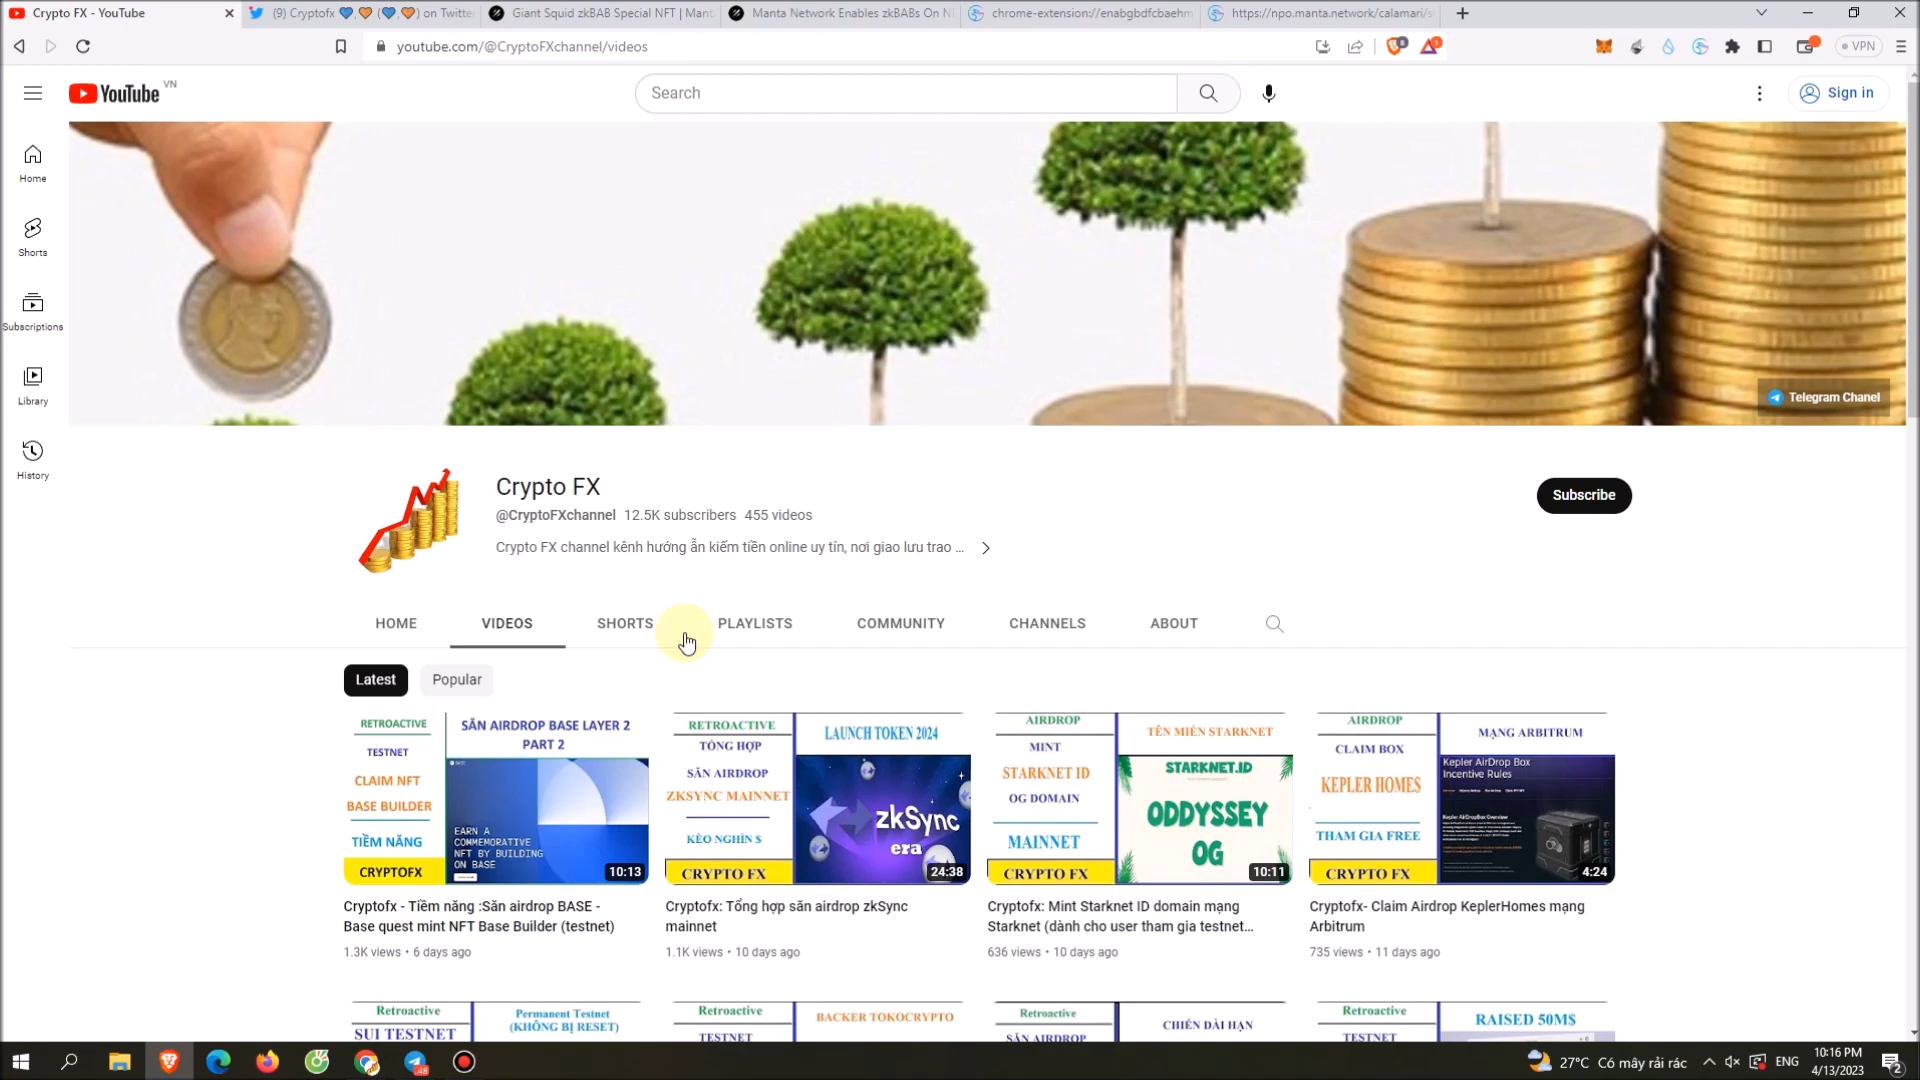 Crypto FX - YouTube
(9) Cryptofx 💙,🧡 (💙,🧡) on Twitte
Giant Squid zkBAB Special NFT | Mant
Manta Network Enables zkBABs On N
chrome-extension://enabgbdfcbaehm
https://npo.manta.network/calamari/s
youtube.com/@CryptoFXchannel/videos
VPN
YouTube VN
Search
Sign in
Home
Shorts
Subscriptions
Library
History
Telegram Chanel
Crypto FX
@CryptoFXchannel 12.5K subscribers 455 videos
Crypto FX channel kênh hướng ẫn kiếm tiền online uy tín, nơi giao lưu trao ...
Subscribe
HOME
VIDEOS
SHORTS
PLAYLISTS
COMMUNITY
CHANNELS
ABOUT
Latest
Popular
RETROACTIVE
TESTNET
CLAIM NFT
BASE BUILDER
TIỀM NĂNG
CRYPTOFX
SĂN AIRDROP BASE LAYER 2
PART 2
EARN A
COMMEMORATIVE
NFT BY BUILDING
ON BASE
10:13
Cryptofx - Tiềm năng :Săn airdrop BASE -
Base quest mint NFT Base Builder (testnet)
1.3K views • 6 days ago
RETROACTIVE
TỔNG HỢP
SĂN AIRDROP
ZKSYNC MAINNET
KÈO NGHÌN $
CRYPTO FX
LAUNCH TOKEN 2024
zkSync
era
24:38
Cryptofx: Tổng hợp săn airdrop zkSync
mainnet
1.1K views • 10 days ago
AIRDROP
MINT
STARKNET ID
OG DOMAIN
MAINNET
CRYPTO FX
TÊN MIỀN STARKNET
STARKNET.ID
ODDYSSEY
OG
10:11
Cryptofx: Mint Starknet ID domain mạng
Starknet (dành cho user tham gia testnet...
636 views • 10 days ago
AIRDROP
CLAIM BOX
KEPLER HOMES
THAM GIA FREE
CRYPTO FX
MẠNG ARBITRUM
Kepler AirDrop Box
Incentive Rules
Kepler AirDropBox Overview
4:24
Cryptofx- Claim Airdrop KeplerHomes mạng
Arbitrum
735 views • 11 days ago
Retroactive
SUI TESTNET
Permanent Testnet
(KHÔNG BỊ RESET)
Retroactive
TESTNET
BACKER TOKOCRYPTO
Retroactive
SĂN AIRDROP
CHIẾN DÀI HẠN
Retroactive
TESTNET
RAISED 50M$
48
27°C Có mây rải rác
ENG
10:16 PM
4/13/2023
2